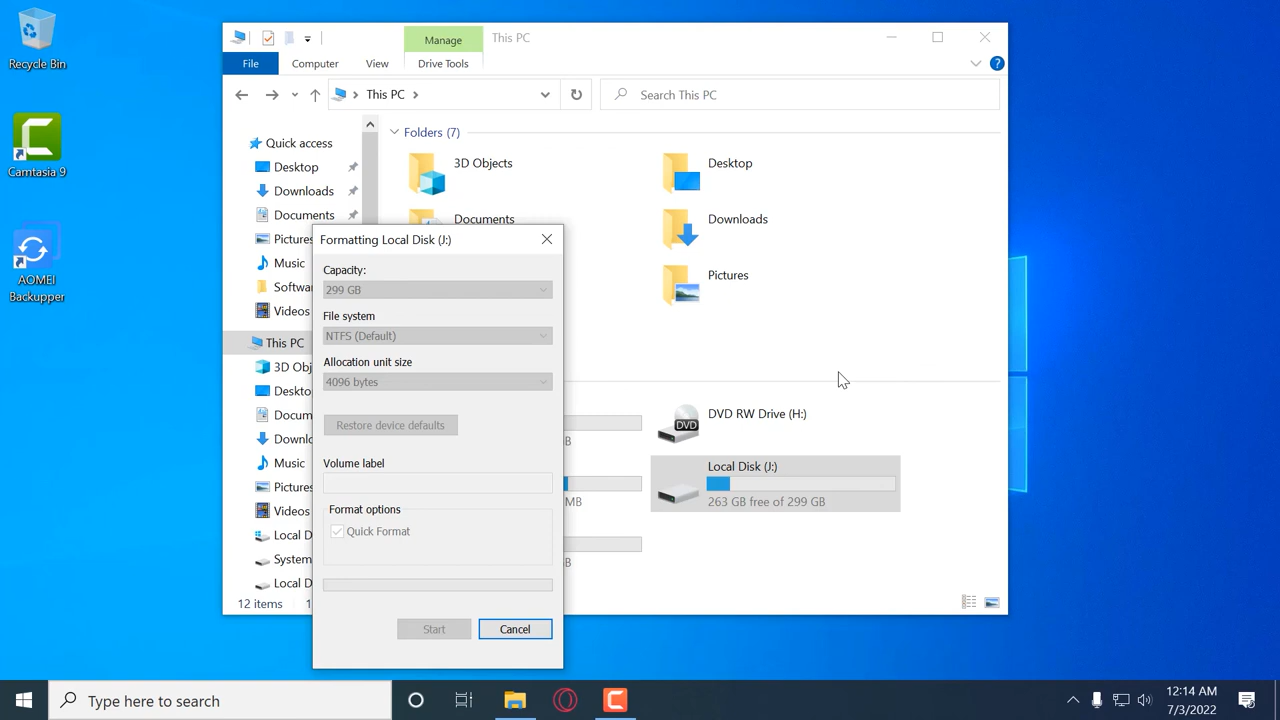 Recycle Bin
Camtasia 9
AOMEI
Backupper
Manage
This PC
File
Computer
View
Drive Tools
This PC
Search This PC
Quick access
Desktop
Downloads
Documents
Pictures
Music
Softwa
Videos
This PC
3D Obj
Deskto
Docum
Downlo
Music
Pictures
Videos
Local D
System
Local D
12 items
1
Folders (7)
3D Objects
Desktop
Documents
Downloads
Pictures
DVD RW Drive (H:)
DVD
B
Local Disk (J:)
263 GB free of 299 GB
MB
B
Formatting Local Disk (J:)
Capacity:
299 GB
File system
NTFS (Default)
Allocation unit size
4096 bytes
Restore device defaults
Volume label
Format options
Quick Format
Start
Cancel
Type here to search
12:14 AM
7/3/2022